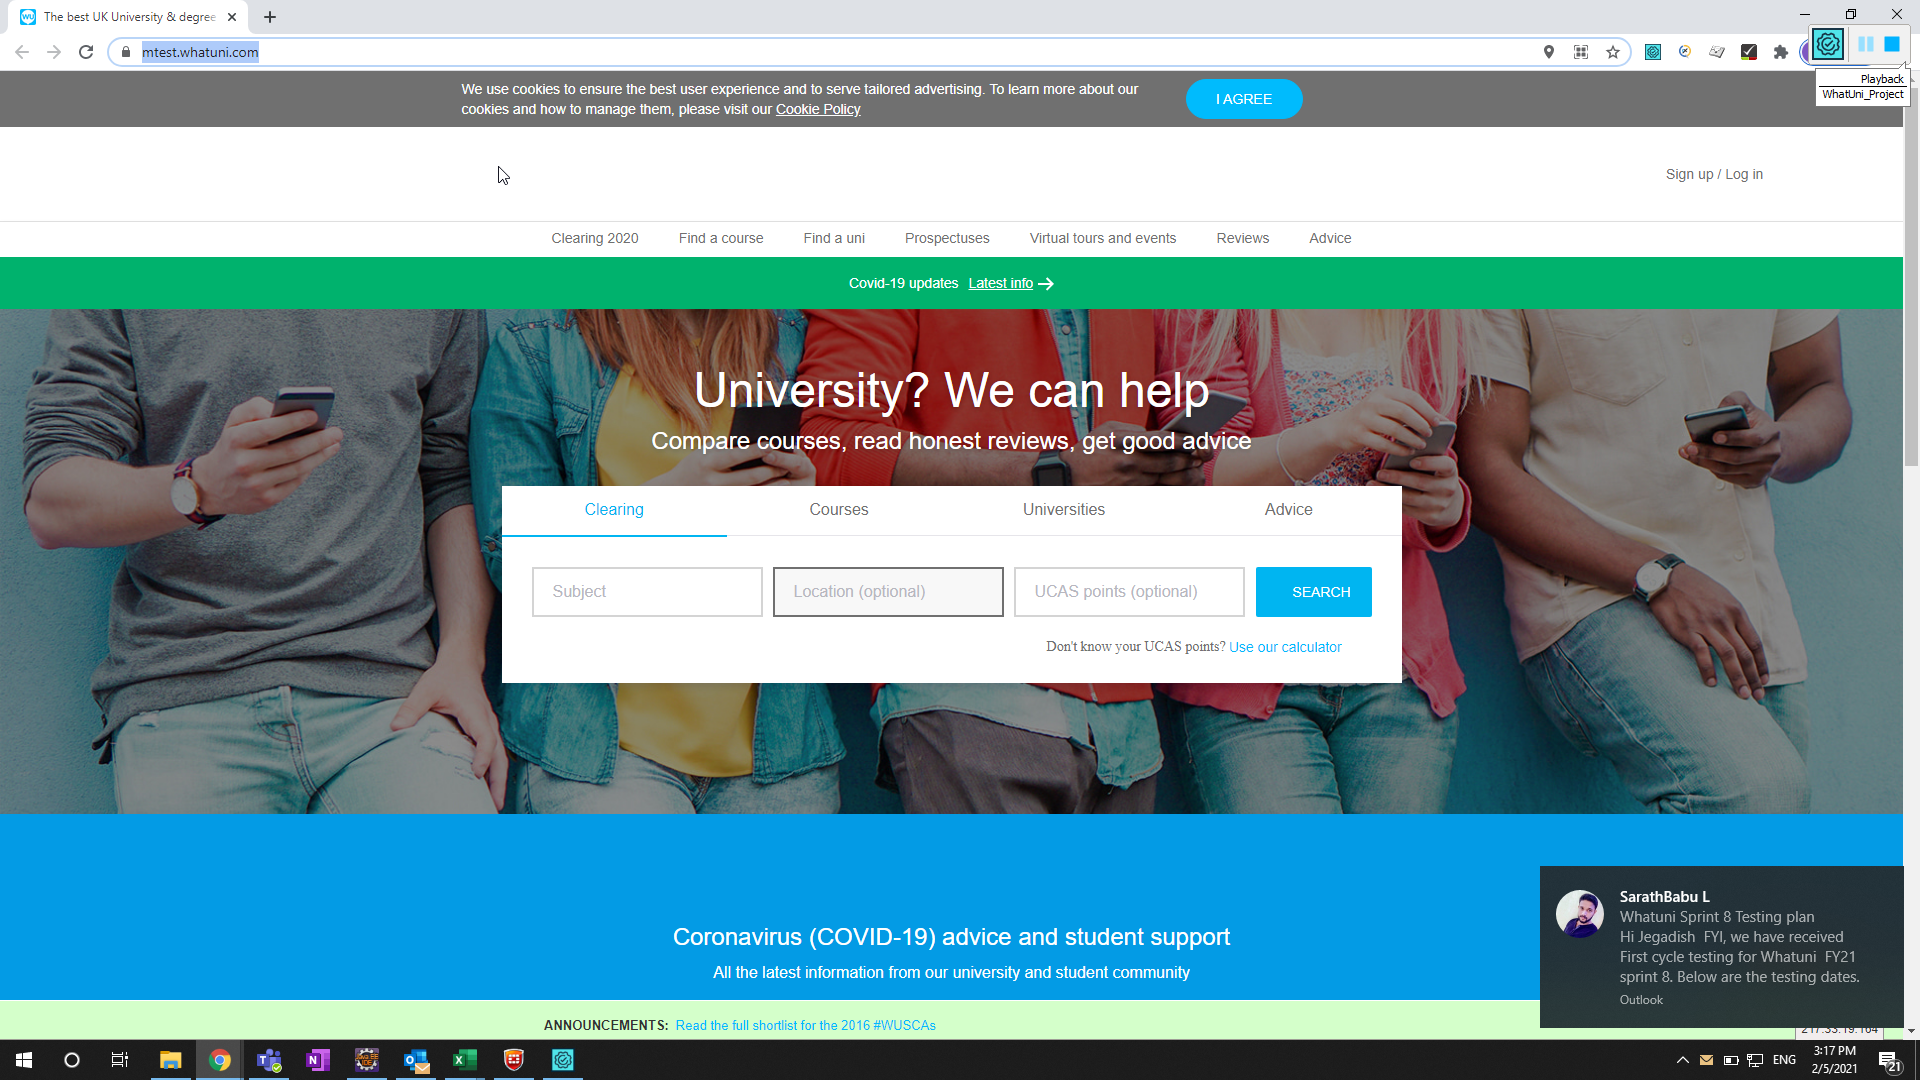 The best UK University & degree
mtest.whatuni.com
Playback
WhatUni_Project
We use cookies to ensure the best user experience and to serve tailored advertising. To learn more about our
cookies and how to manage them, please visit our Cookie Policy
I AGREE
Sign up / Log in
Clearing 2020 Find a course Find a uni Prospectuses Virtual tours and events Reviews Advice
Covid-19 updates Latest info
University? We can help
Compare courses, read honest reviews, get good advice
Clearing Courses Universities Advice
Subject Location (optional) UCAS points (optional) SEARCH
Don't know your UCAS points? Use our calculator
Coronavirus (COVID-19) advice and student support
All the latest information from our university and student community
SarathBabu L
Whatuni Sprint 8 Testing plan
Hi Jegadish FYI, we have received
First cycle testing for Whatuni FY21
sprint 8. Below are the testing dates.
Outlook
ANNOUNCEMENTS: Read the full shortlist for the 2016 #WUSCAs
217.33.19.164
ENG
3:17 PM
2/5/2021
21